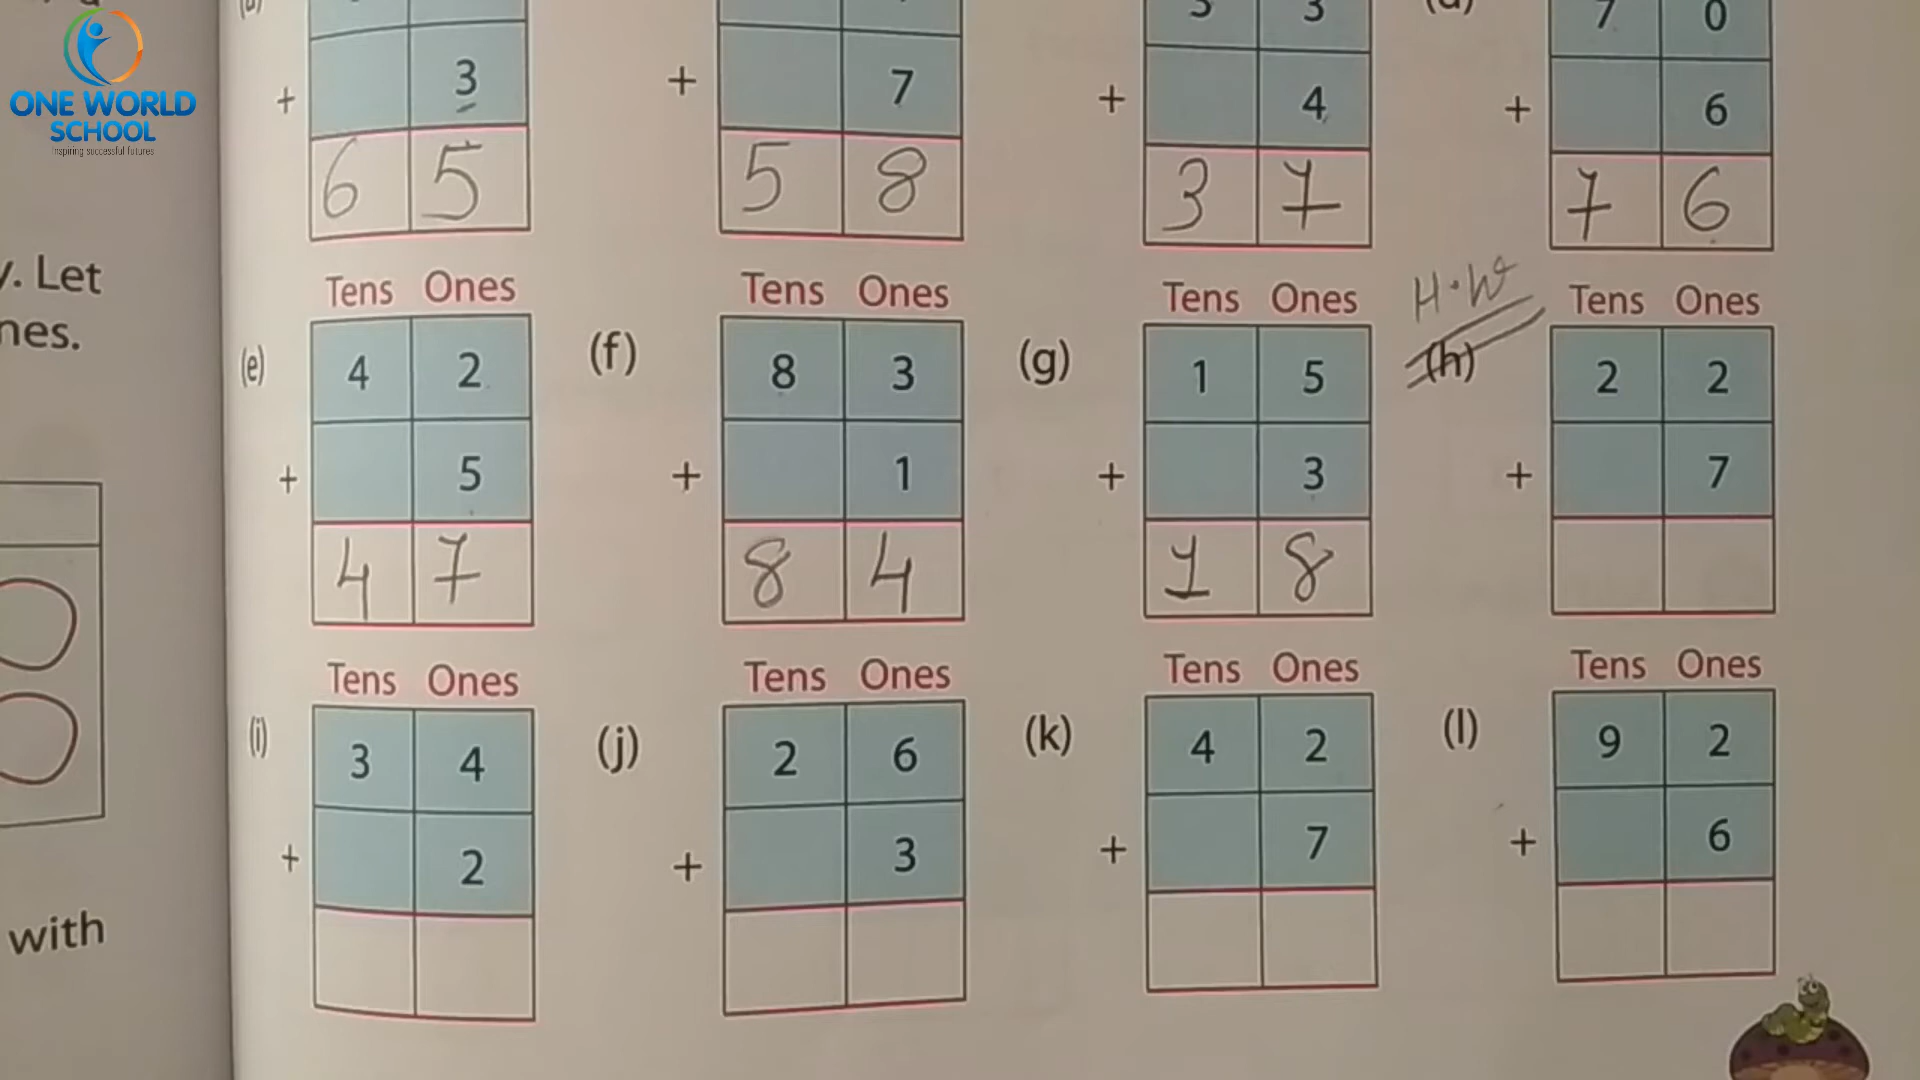 ONE WORLD
SCHOOL
Inspiring successful futures
3 3
7 0
+ 3
+ 7
+ 4
+ 6
6 5
5 8
3 7
7 6
y. Let
nes.
with
H.W
Tens Ones
(e) 4 2
+ 5
4 7
Tens Ones
(f) 8 3
+ 1
8 4
Tens Ones
(g) 1 5
+ 3
1 8
Tens Ones
(h) 2 2
+ 7
Tens Ones
(i) 3 4
+ 2
Tens Ones
(j) 2 6
+ 3
Tens Ones
(k) 4 2
+ 7
Tens Ones
(l) 9 2
+ 6